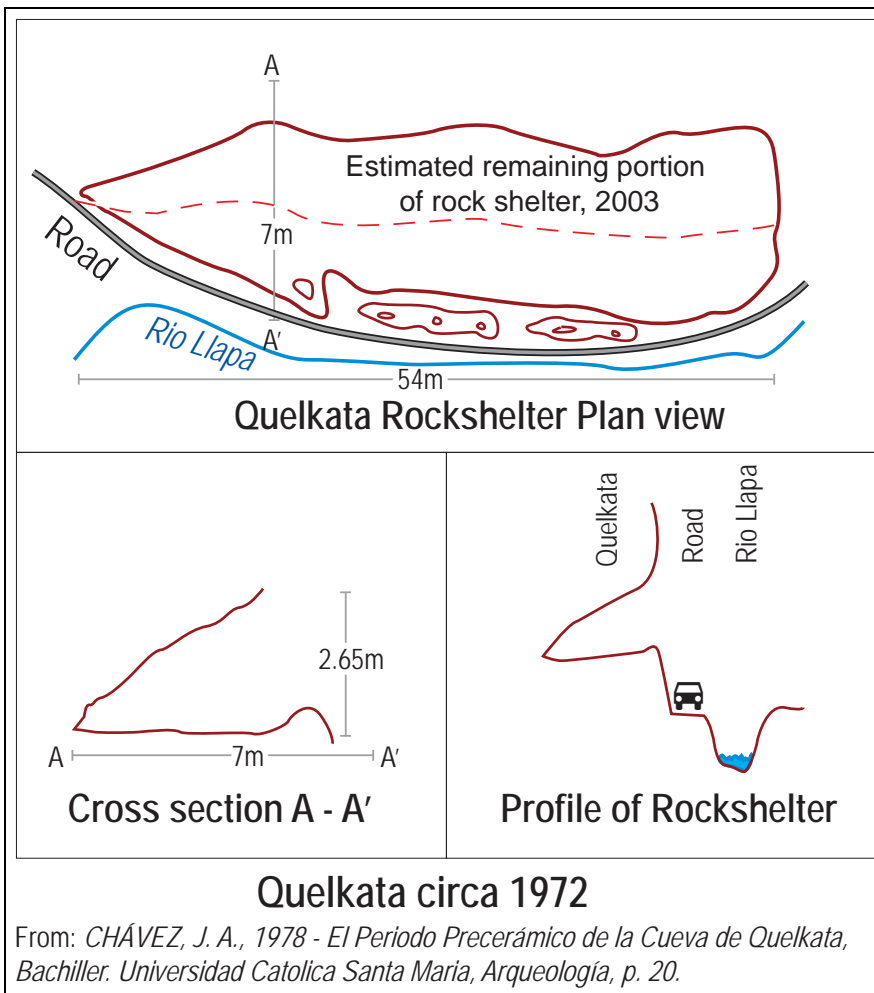 A
Estimated remaining portion
of rock shelter, 2003
7m
Road
A'
Rio Llapa
54m
Quelkata Rockshelter Plan view
Quelkata
Road
Rio Llapa
2.65m
A
7m
A'
Cross section A - A'
Profile of Rockshelter
Quelkata circa 1972
From: CHÁVEZ, J. A., 1978 - El Periodo Precerámico de la Cueva de Quelkata,
Bachiller. Universidad Catolica Santa Maria, Arqueología, p. 20.